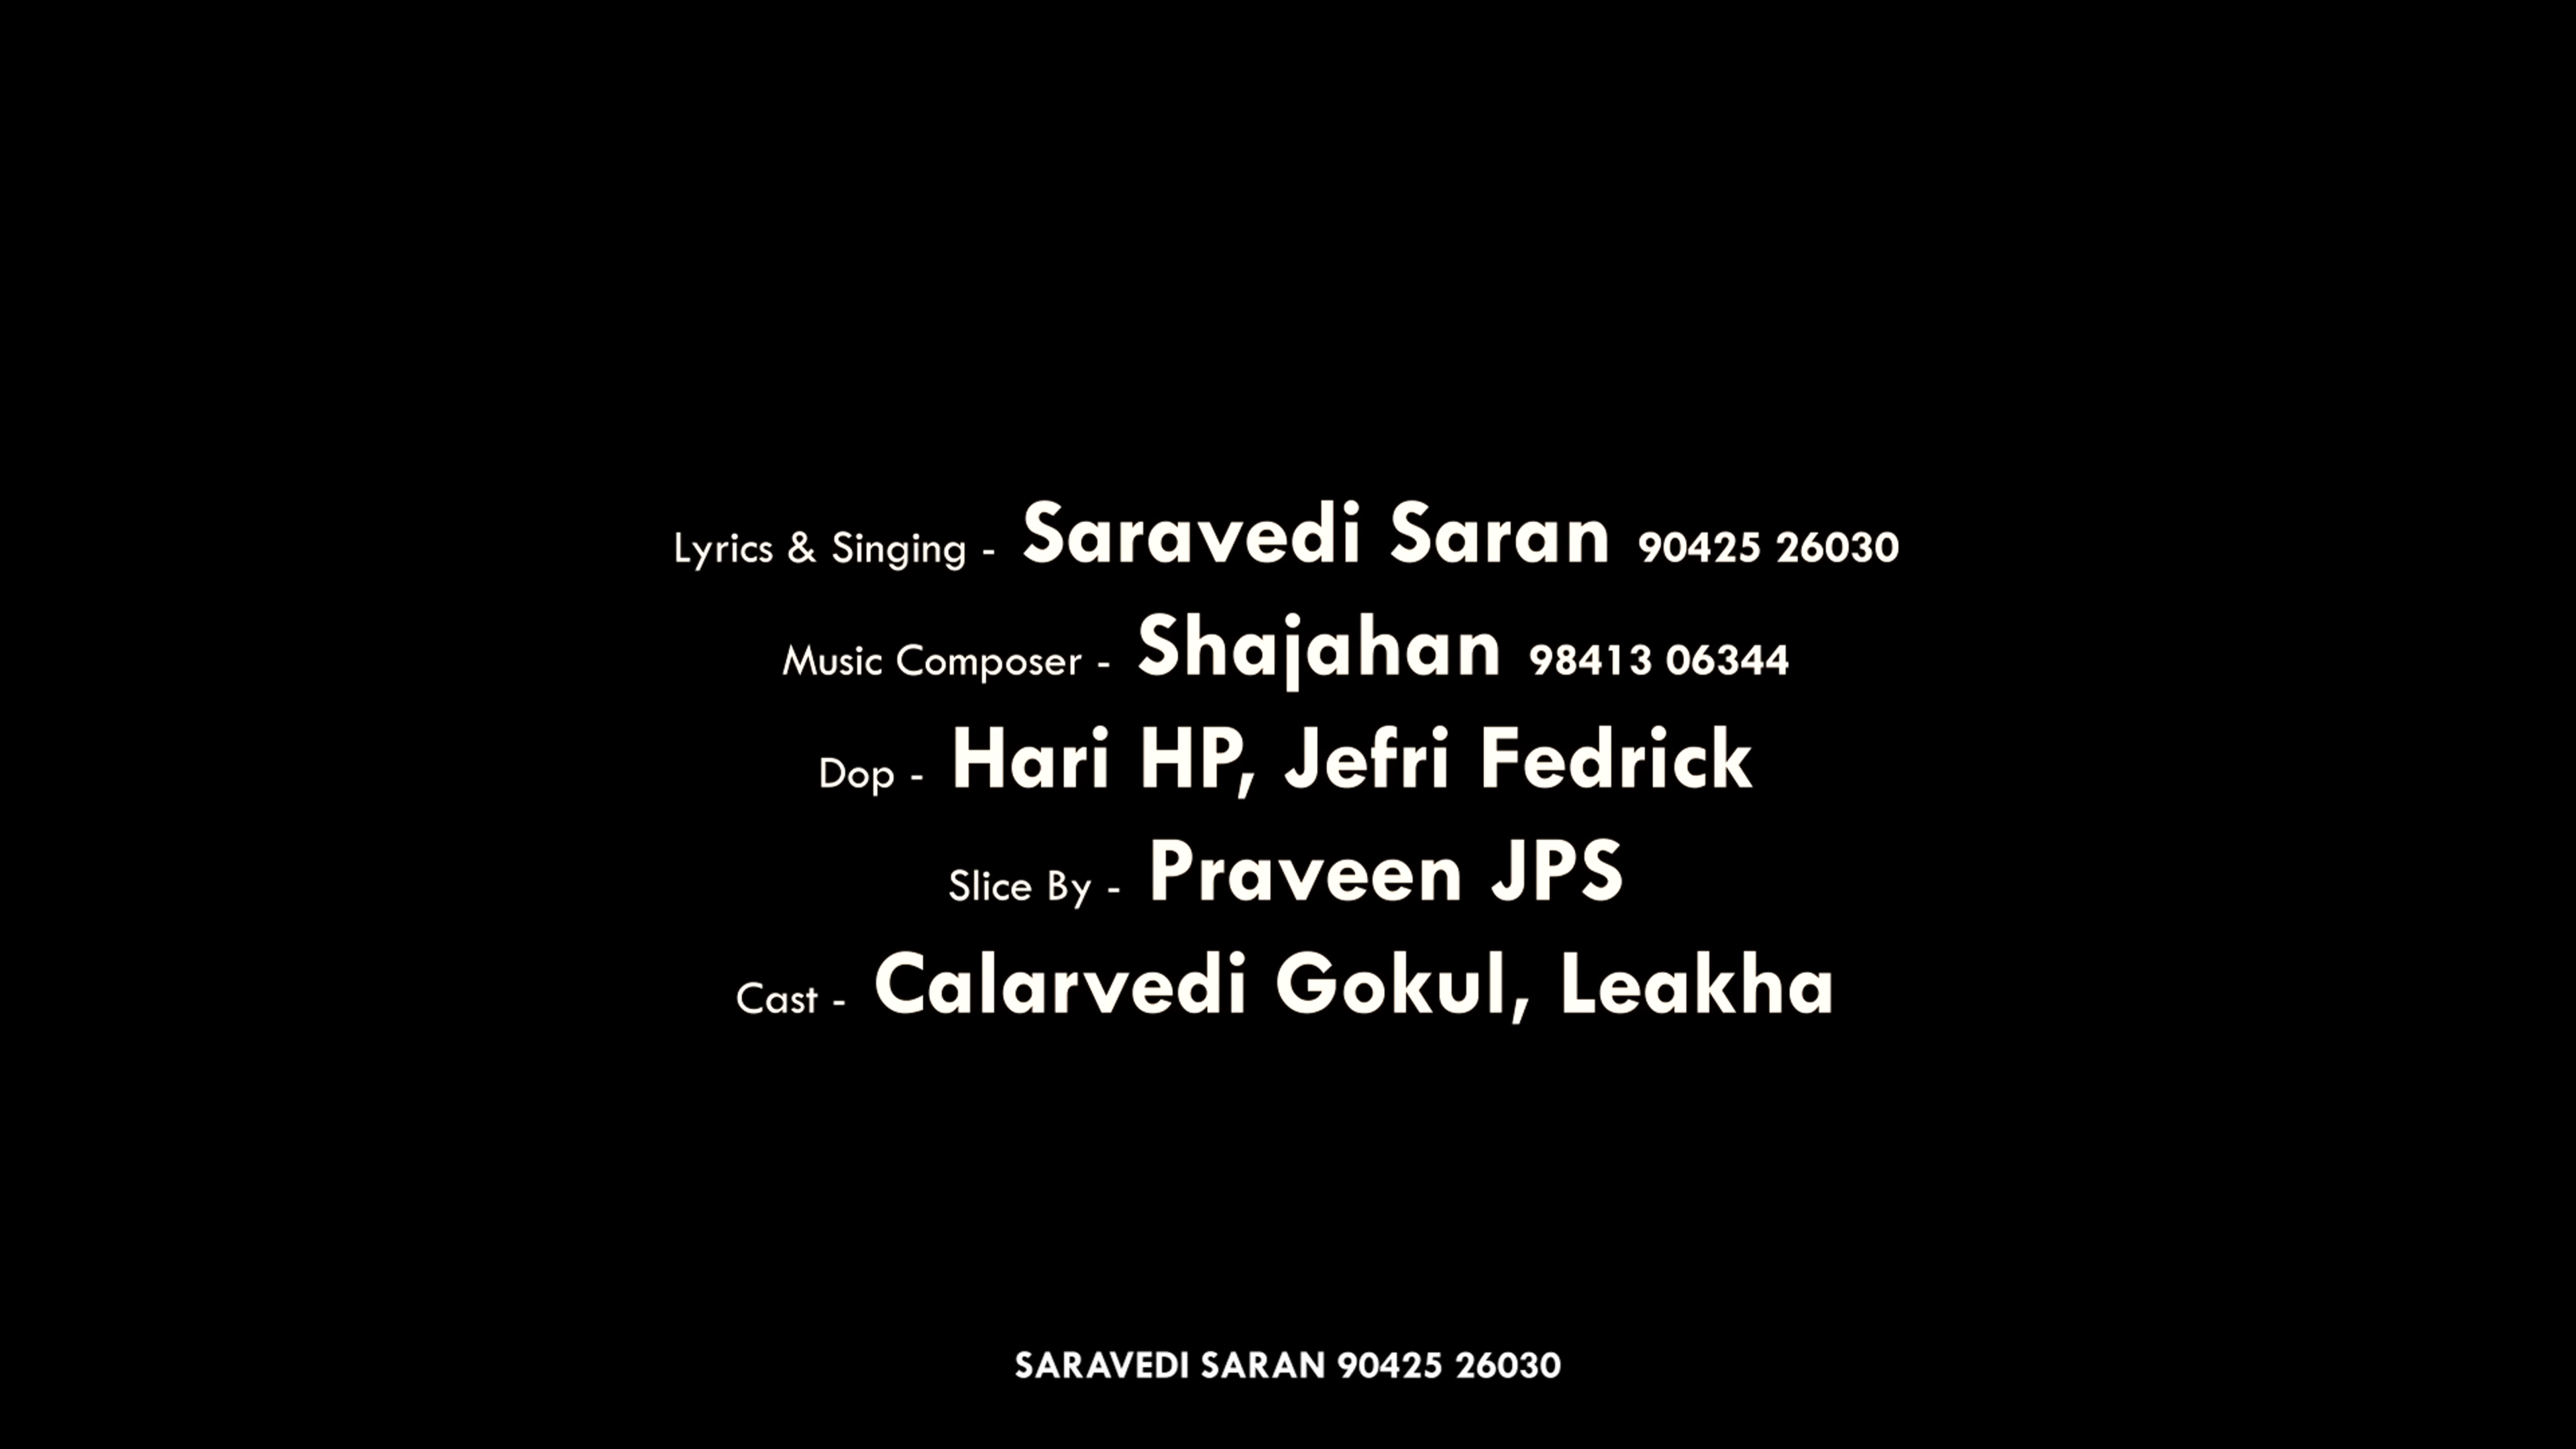 Lyrics & Singing - Saravedi Saran 90425 26030
Music Composer - Shajahan 98413 06344
Dop - Hari HP, Jefri Fedrick
Slice By - Praveen JPS
Cast - Calarvedi Gokul, Leakha
SARAVEDI SARAN 90425 26030